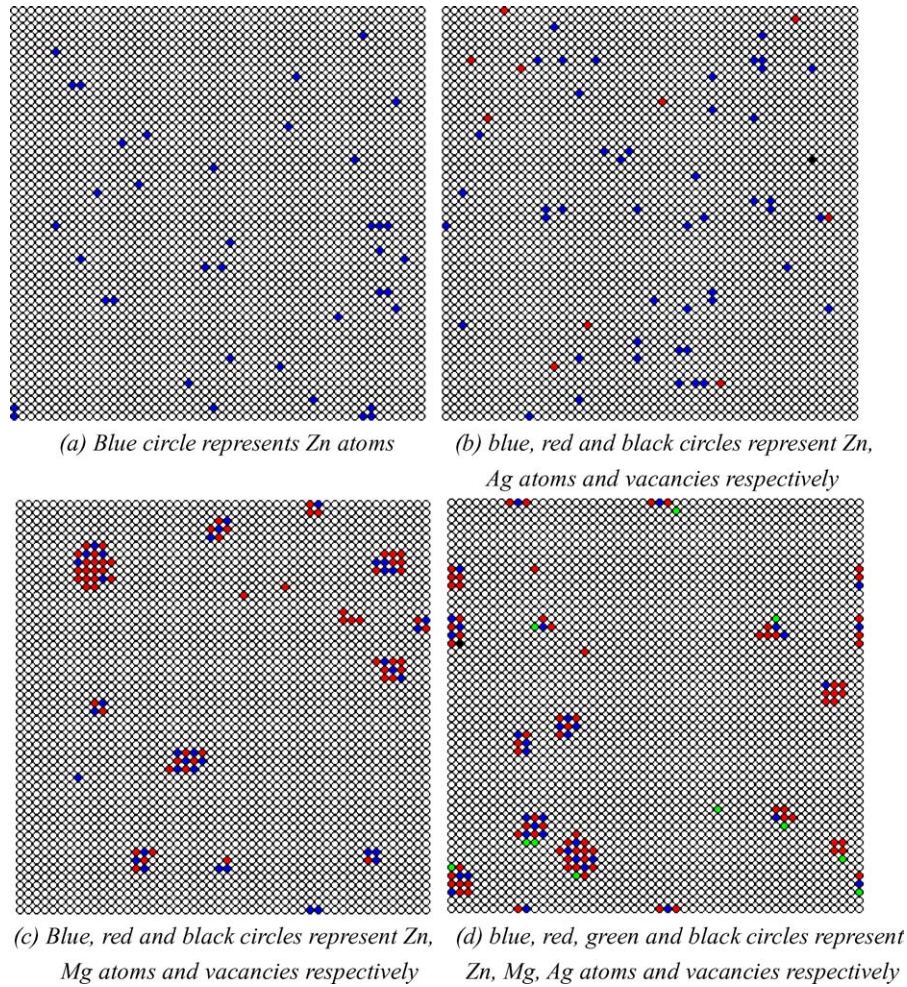 (a) Blue circle represents Zn atoms
(b) blue, red and black circles represent Zn,
Ag atoms and vacancies respectively
(c) Blue, red and black circles represent Zn,
Mg atoms and vacancies respectively
(d) blue, red, green and black circles represent
Zn, Mg, Ag atoms and vacancies respectively